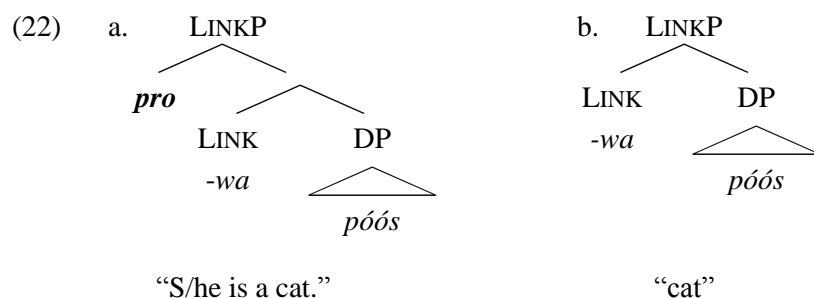 (22) a. LINKP b. LINKP
pro LINK DP
LINK DP -wa
-wa póós
póós
“S/he is a cat.” “cat”